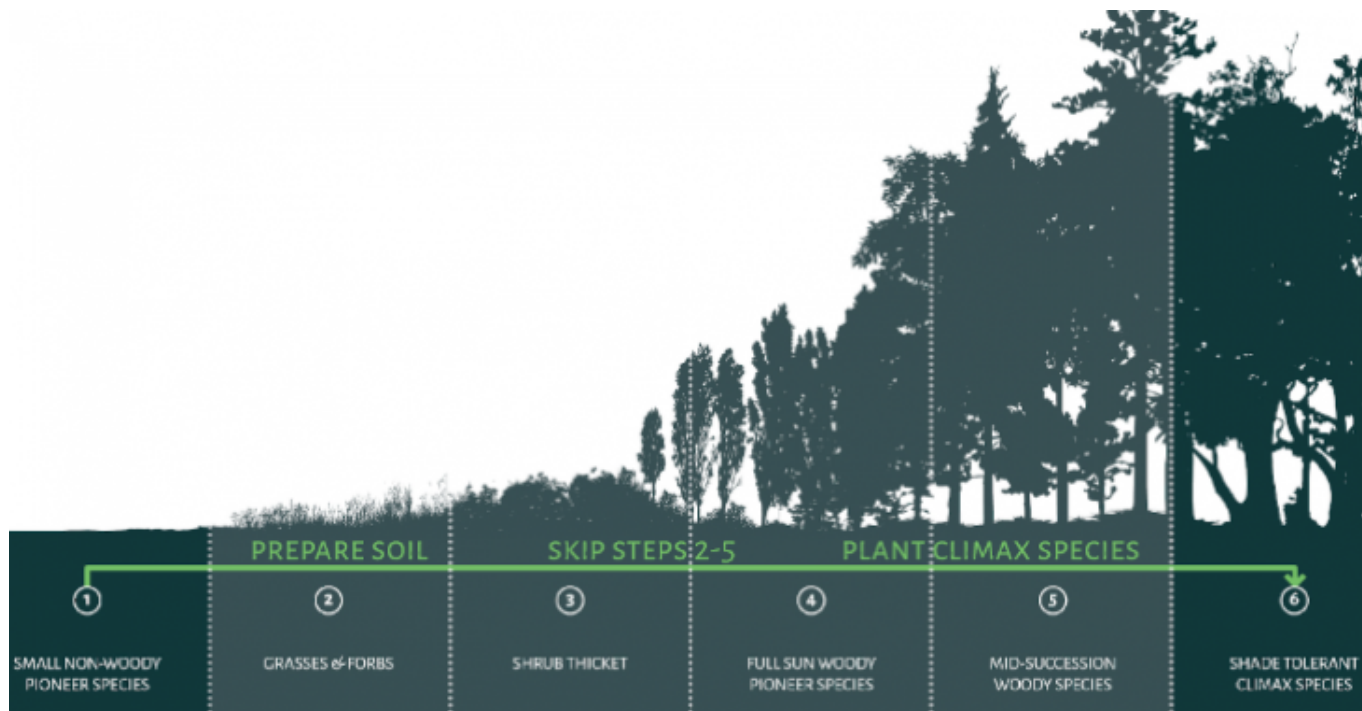 PREPARE SOIL
SKIP STEPS 2-5
PLANT CLIMAX SPECIES
1
2
3
4
5
6
SMALL NON-WOODY
PIONEER SPECIES
GRASSES & FORBS
SHRUB THICKET
FULL SUN WOODY
PIONEER SPECIES
MID-SUCCESSION
WOODY SPECIES
SHADE TOLERANT
CLIMAX SPECIES